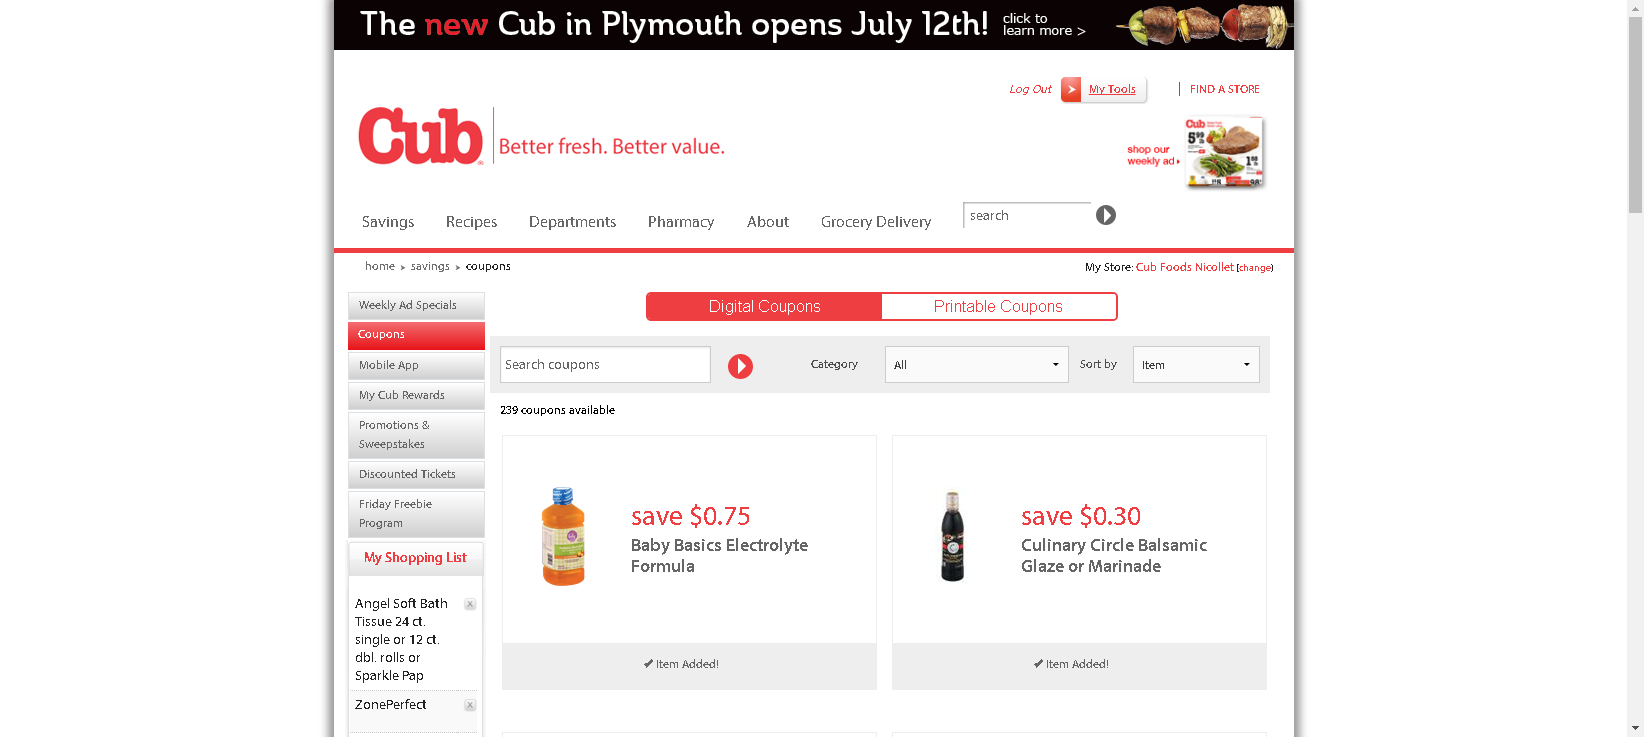 The new Cub in Plymouth opens July 12th!
click to
learn more >
Log Out
My Tools
FIND A STORE
Cub
Better fresh. Better value.
shop our
weekly ad
Cub
5.99
1.88
Savings
Recipes
Departments
Pharmacy
About
Grocery Delivery
search
home ▸ savings ▸ coupons
My Store: Cub Foods Nicollet [change]
Weekly Ad Specials
Coupons
Mobile App
My Cub Rewards
Promotions &
Sweepstakes
Discounted Tickets
Friday Freebie
Program
My Shopping List
Angel Soft Bath
Tissue 24 ct.
single or 12 ct.
dbl. rolls or
Sparkle Pap
x
ZonePerfect
x
Digital Coupons
Printable Coupons
Search coupons
Category
All
Sort by
Item
239 coupons available
save $0.75
Baby Basics Electrolyte
Formula
✔ Item Added!
save $0.30
Culinary Circle Balsamic
Glaze or Marinade
✔ Item Added!